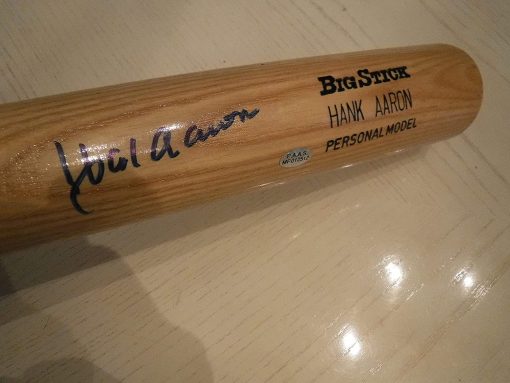 Hank Aaron
BIG STICK
HANK AARON
PERSONAL MODEL
P.A.A.S.